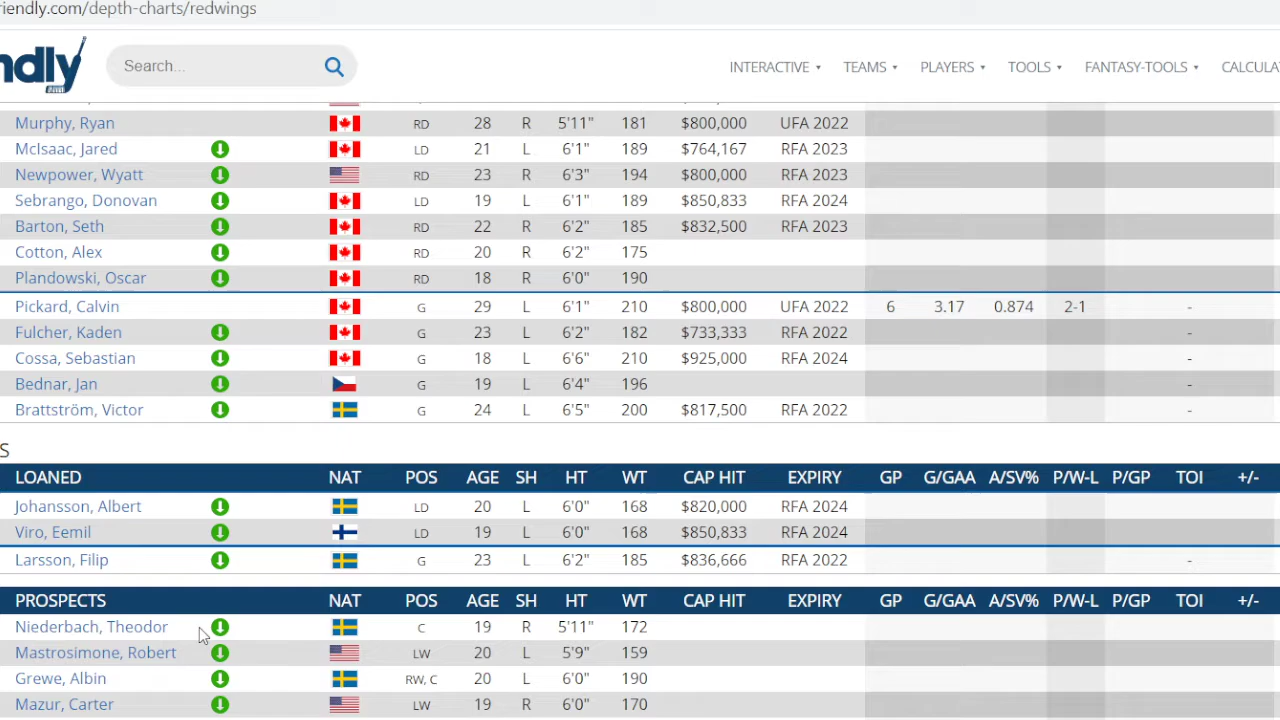 riendly.com/depth-charts/redwings
ndly Search... INTERACTIVE TEAMS PLAYERS TOOLS FANTASY-TOOLS CALCULA
Murphy, Ryan RD 28 R 5'11" 181 $800,000 UFA 2022
McIsaac, Jared LD 21 L 6'1" 189 $764,167 RFA 2023
Newpower, Wyatt RD 23 R 6'3" 194 $800,000 RFA 2023
Sebrango, Donovan LD 19 L 6'1" 189 $850,833 RFA 2024
Barton, Seth RD 22 R 6'2" 185 $832,500 RFA 2023
Cotton, Alex RD 20 R 6'2" 175
Plandowski, Oscar RD 18 R 6'0" 190
Pickard, Calvin G 29 L 6'1" 210 $800,000 UFA 2022 6 3.17 0.874 2-1 -
Fulcher, Kaden G 23 L 6'2" 182 $733,333 RFA 2022 -
Cossa, Sebastian G 18 L 6'6" 210 $925,000 RFA 2024 -
Bednar, Jan G 19 L 6'4" 196 -
Brattström, Victor G 24 L 6'5" 200 $817,500 RFA 2022 -
S
LOANED NAT POS AGE SH HT WT CAP HIT EXPIRY GP G/GAA A/SV% P/W-L P/GP TOI +/-
Johansson, Albert LD 20 L 6'0" 168 $820,000 RFA 2024
Viro, Eemil LD 19 L 6'0" 168 $850,833 RFA 2024
Larsson, Filip G 23 L 6'2" 185 $836,666 RFA 2022 -
PROSPECTS NAT POS AGE SH HT WT CAP HIT EXPIRY GP G/GAA A/SV% P/W-L P/GP TOI +/-
Niederbach, Theodor C 19 R 5'11" 172
Mastrosimone, Robert LW 20 L 5'9" 159
Grewe, Albin RW, C 20 L 6'0" 190
Mazur, Carter LW 19 R 6'0" 170